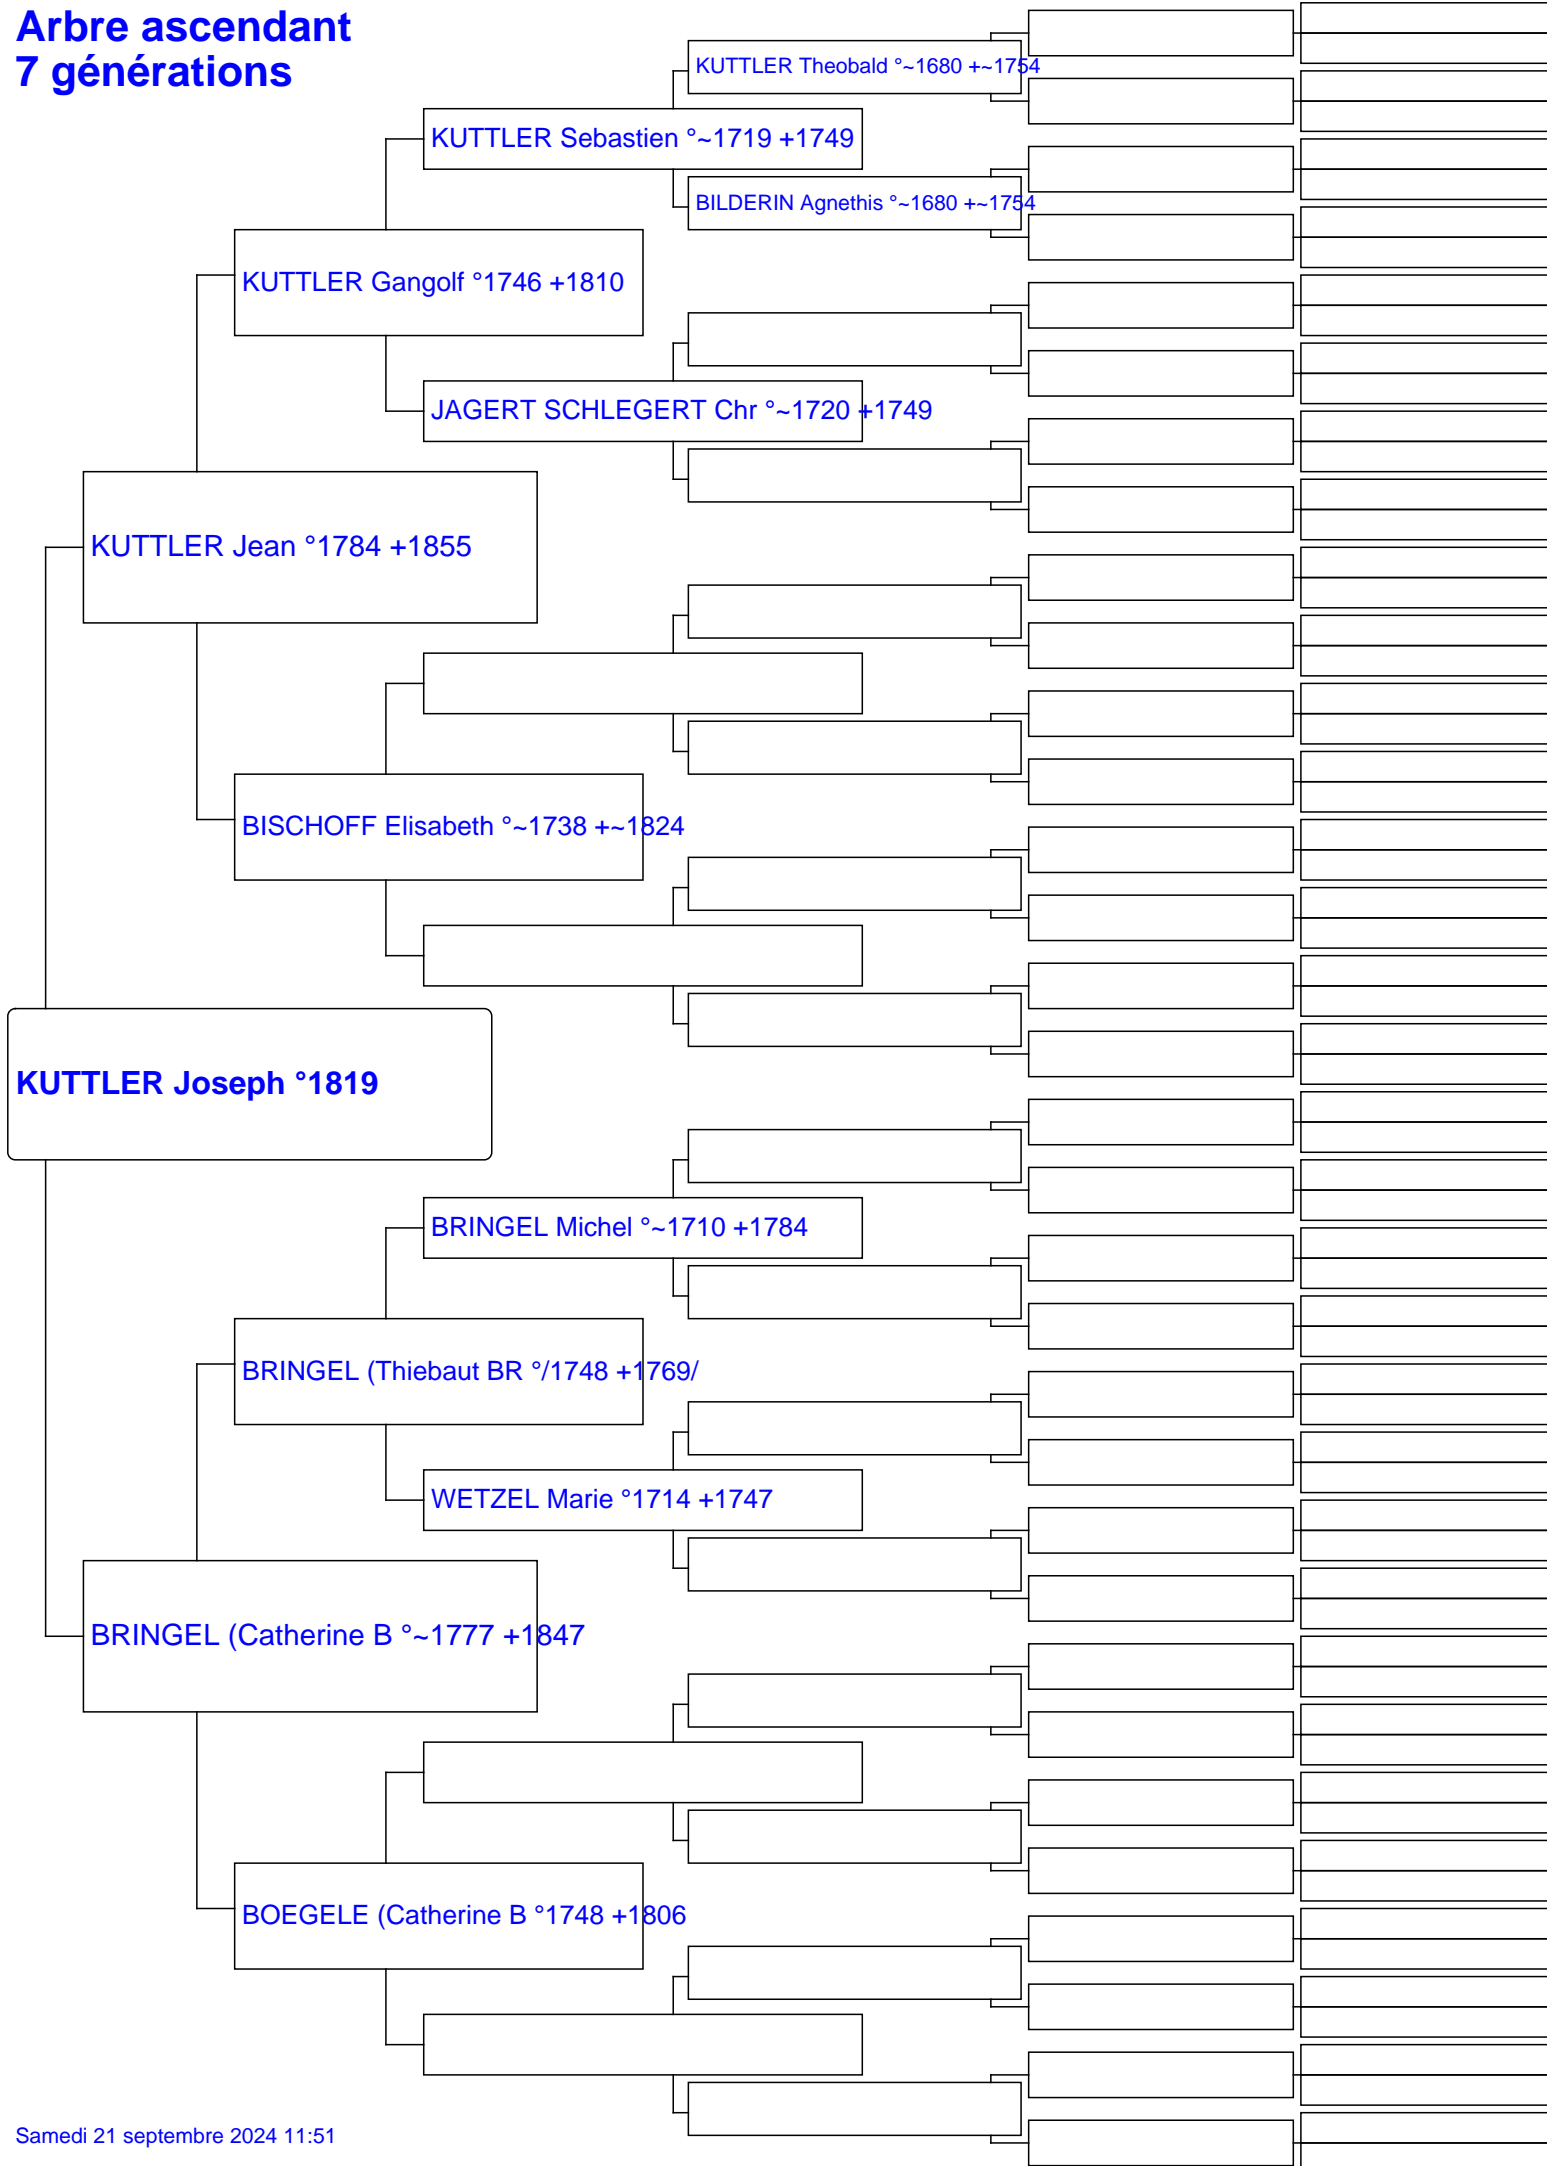 Arbre ascendant
7 générations
KUTTLER Theobald °~1680 +~1754
KUTTLER Sebastien °~1719 +1749
BILDERIN Agnethis °~1680 +~1754
KUTTLER Gangolf °1746 +1810
JAGERT SCHLEGERT Chr °~1720 +1749
KUTTLER Jean °1784 +1855
BISCHOFF Elisabeth °~1738 +~1824
KUTTLER Joseph °1819
BRINGEL Michel °~1710 +1784
BRINGEL (Thiebaut BR °/1748 +1769/
WETZEL Marie °1714 +1747
BRINGEL (Catherine B °~1777 +1847
BOEGELE (Catherine B °1748 +1806
Samedi 21 septembre 2024 11:51